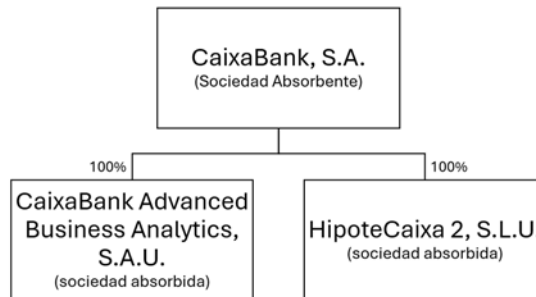 CaixaBank, S.A.
(Sociedad Absorbente)
100%
100%
CaixaBank Advanced
Business Analytics,
S.A.U.
(sociedad absorbida)
HipoteCaixa 2, S.L.U
(sociedad absorbida)